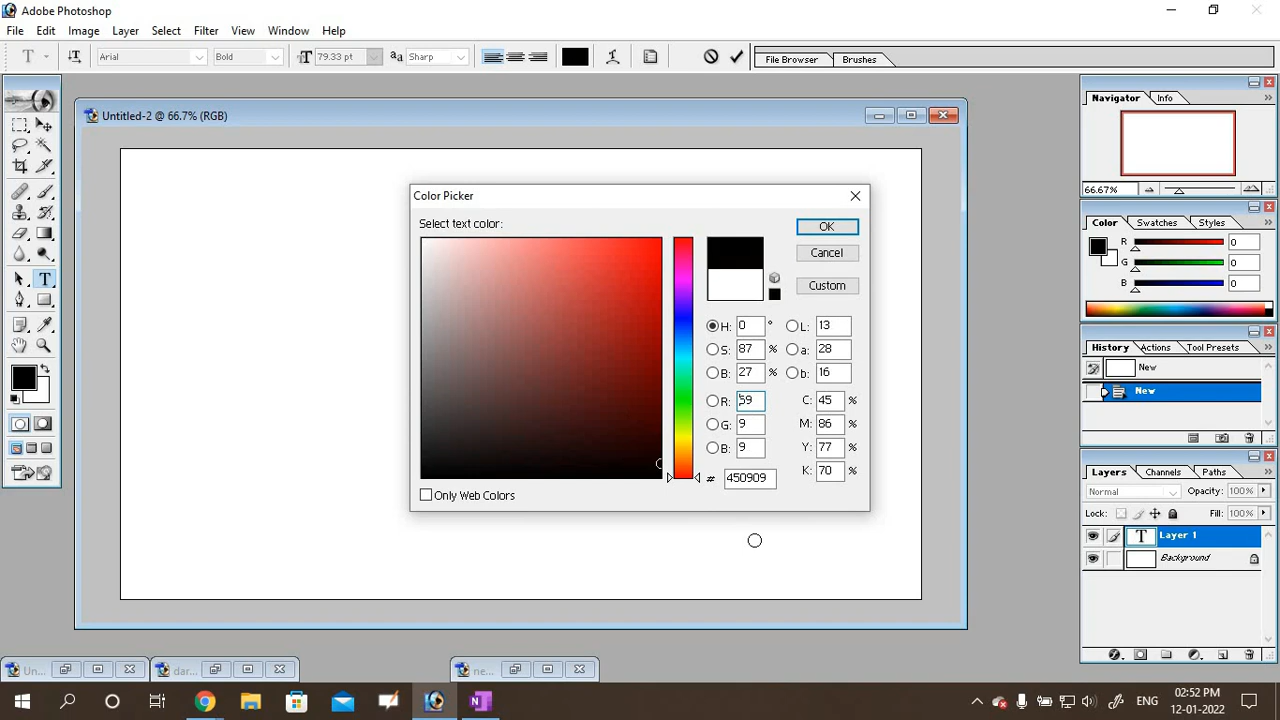 Adobe Photoshop
File Edit Image Layer Select Filter View Window Help
T Arial Bold T 79.33 pt aa Sharp File Browser Brushes
Untitled-2 @ 66.7% (RGB)
Navigator Info
66.67%
Color Swatches Styles
R 0
G 0
B 0
History Actions Tool Presets
New
New
Layers Channels Paths
Normal Opacity: 100%
Lock: Fill: 100%
T Layer 1
Background
Color Picker
Select text color:
OK
Cancel
Custom
H: 0 ° L: 13
S: 87 % a: 28
B: 27 % b: 16
R: 59 C: 45 %
G: 9 M: 86 %
B: 9 Y: 77 %
# 450909 K: 70 %
Only Web Colors
Un... dar... ne...
ENG 02:52 PM
12-01-2022